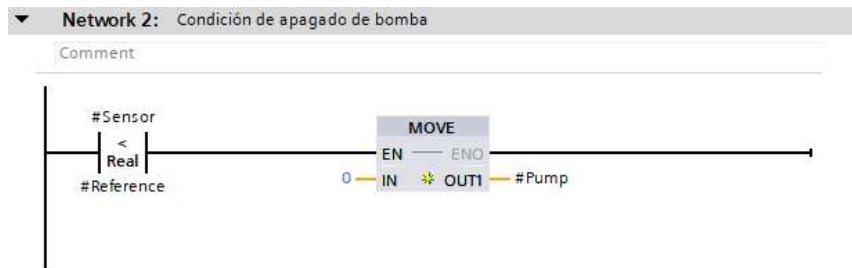 Network 2: Condición de apagado de bomba
Comment
#Sensor
<
Real
#Reference
MOVE
EN ENO
0 IN OUT1 #Pump